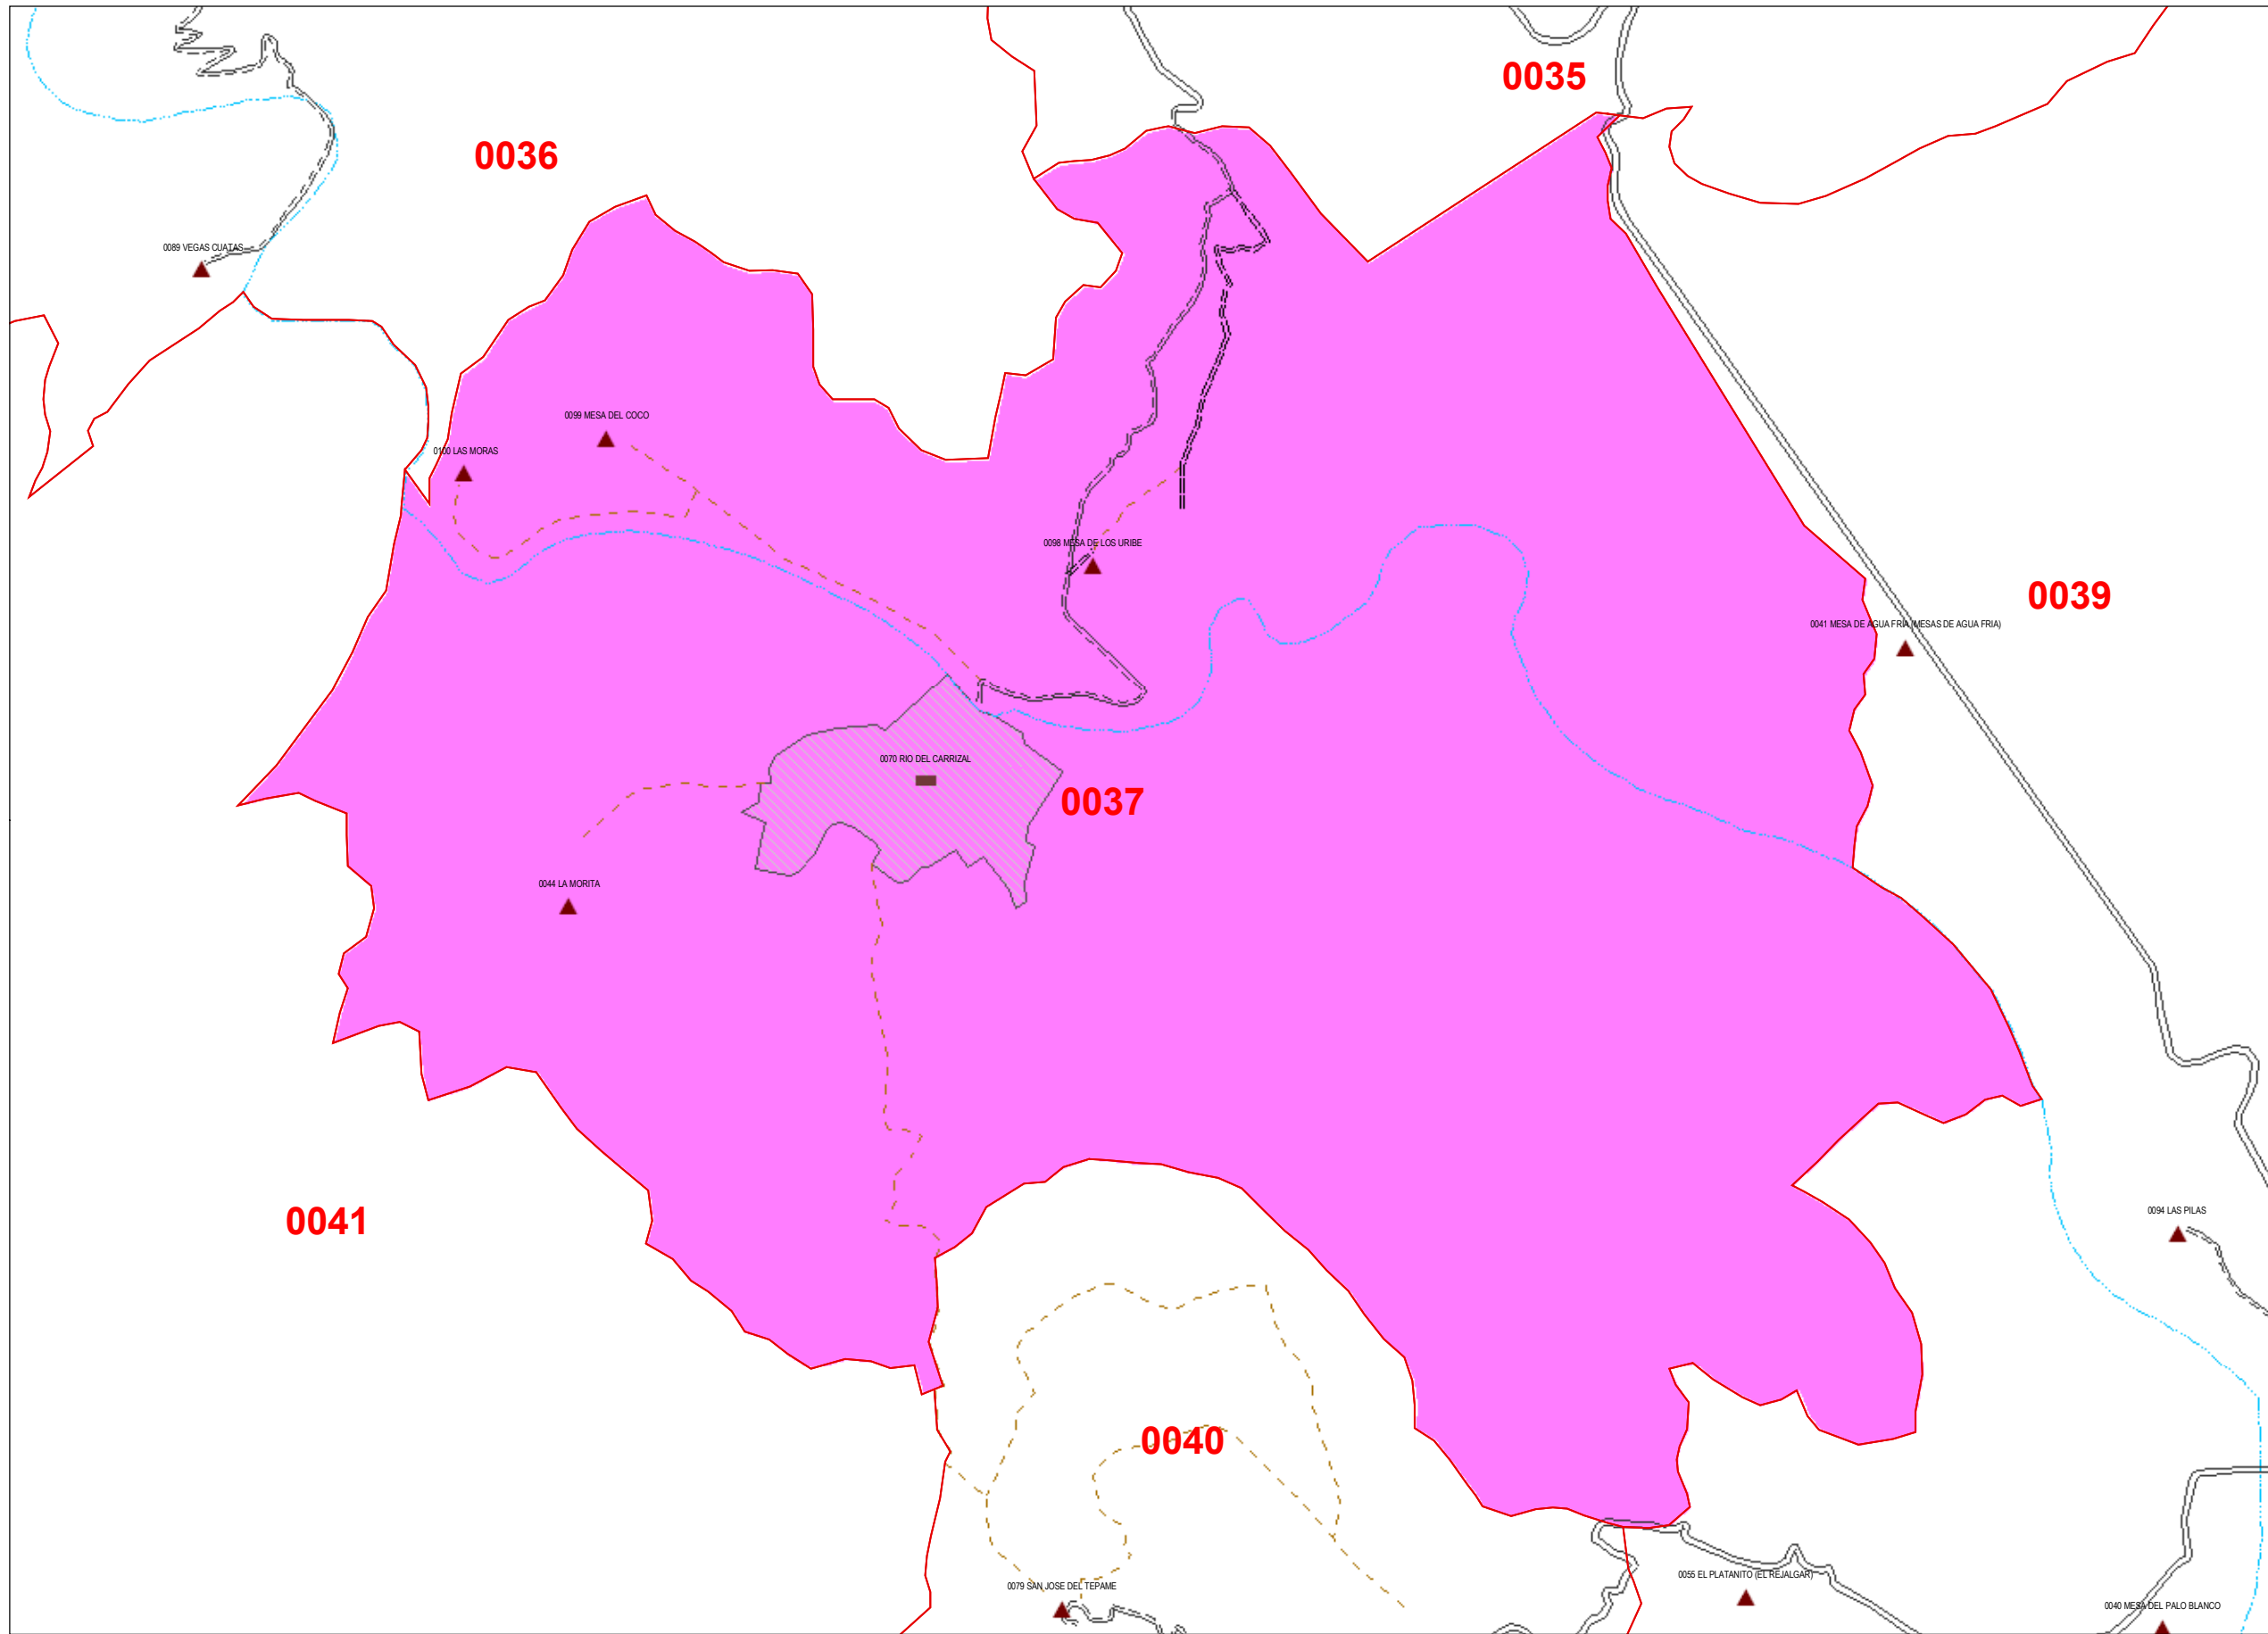 0035
0036
0089 VEGAS CUATAS
0099 MESA DEL COCO
0100 LAS MORAS
0098 MESA DE LOS URIBE
0039
0041 MESA DE AGUA FRIA (MESAS DE AGUA FRIA)
0070 RIO DEL CARRIZAL
0037
0044 LA MORITA
0041
0094 LAS PILAS
0040
0079 SAN JOSE DEL TEPAME
0055 EL PLATANITO (EL REJALGAR)
0040 MESA DEL PALO BLANCO